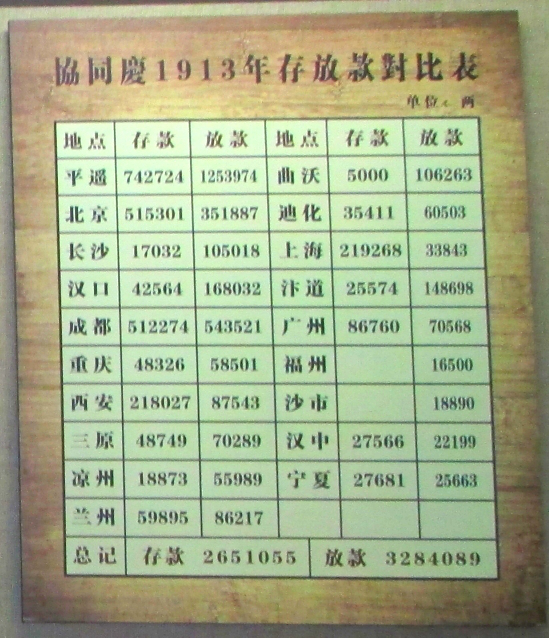 協同慶1913年存放款對比表
单位：两
地点 存款 放款 地点 存款 放款
平遥 742724 1253974 曲沃 5000 106263
北京 515301 351887 迪化 35411 60503
长沙 17032 105018 上海 219268 33843
汉口 42564 168032 汴道 25574 148698
成都 512274 543521 广州 86760 70568
重庆 48326 58501 福州 16500
西安 218027 87543 沙市 18890
三原 48749 70289 汉中 27566 22199
凉州 18873 55989 宁夏 27681 25663
兰州 59895 86217
总记 存款 2651055 放款 3284089